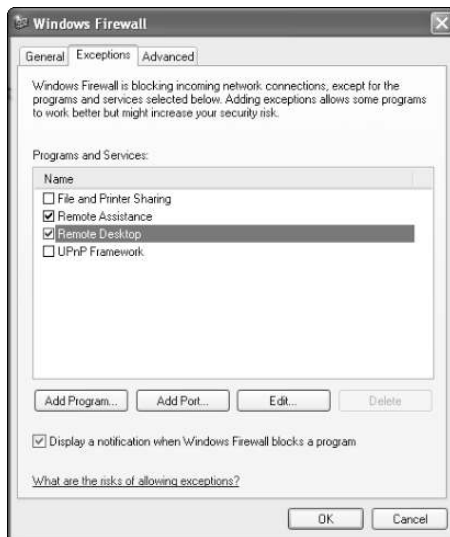 Windows Firewall
General Exceptions Advanced
Windows Firewall is blocking incoming network connections, except for the
programs and services selected below. Adding exceptions allows some programs
to work better but might increase your security risk.
Programs and Services:
Name
File and Printer Sharing
Remote Assistance
Remote Desktop
UPnP Framework
Add Program... Add Port... Edit... Delete
Display a notification when Windows Firewall blocks a program
What are the risks of allowing exceptions?
OK Cancel